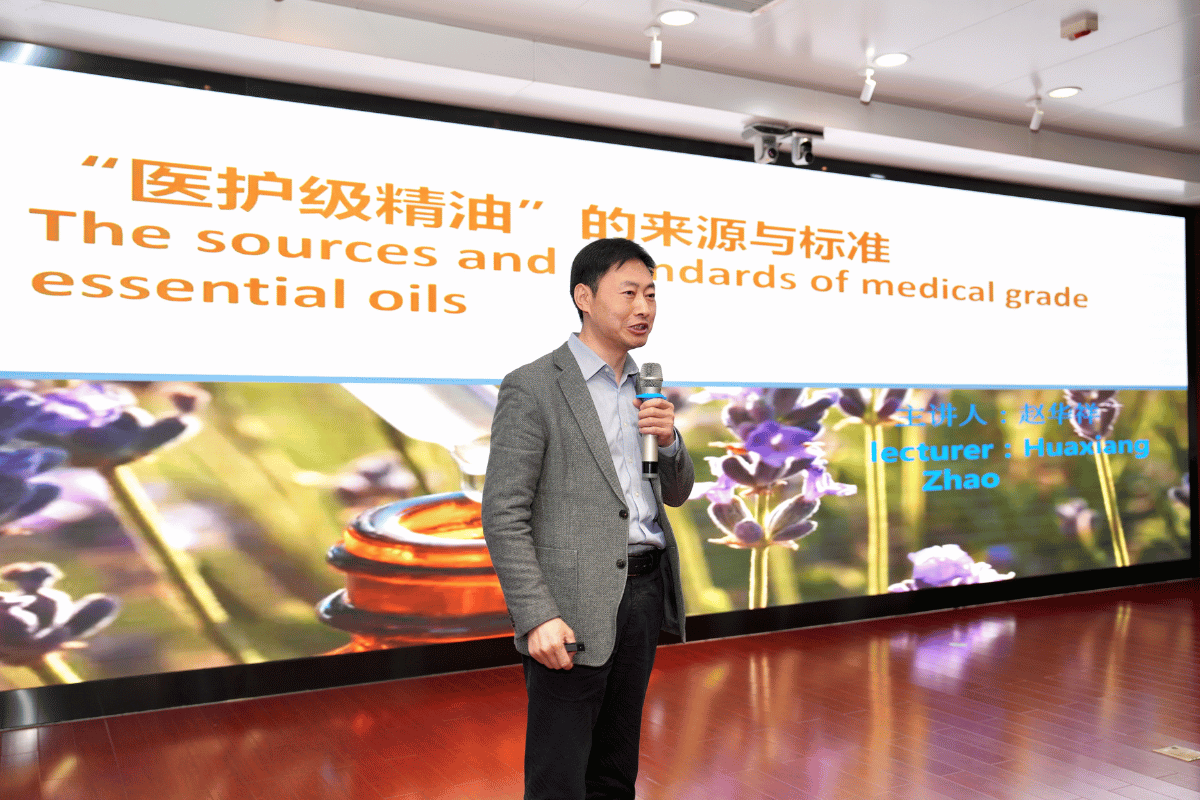 “医护级精油”的来源与标准
The sources and ndards of medical grade
essential oils
主讲人：赵华祥
lecturer：Huaxiang
Zhao